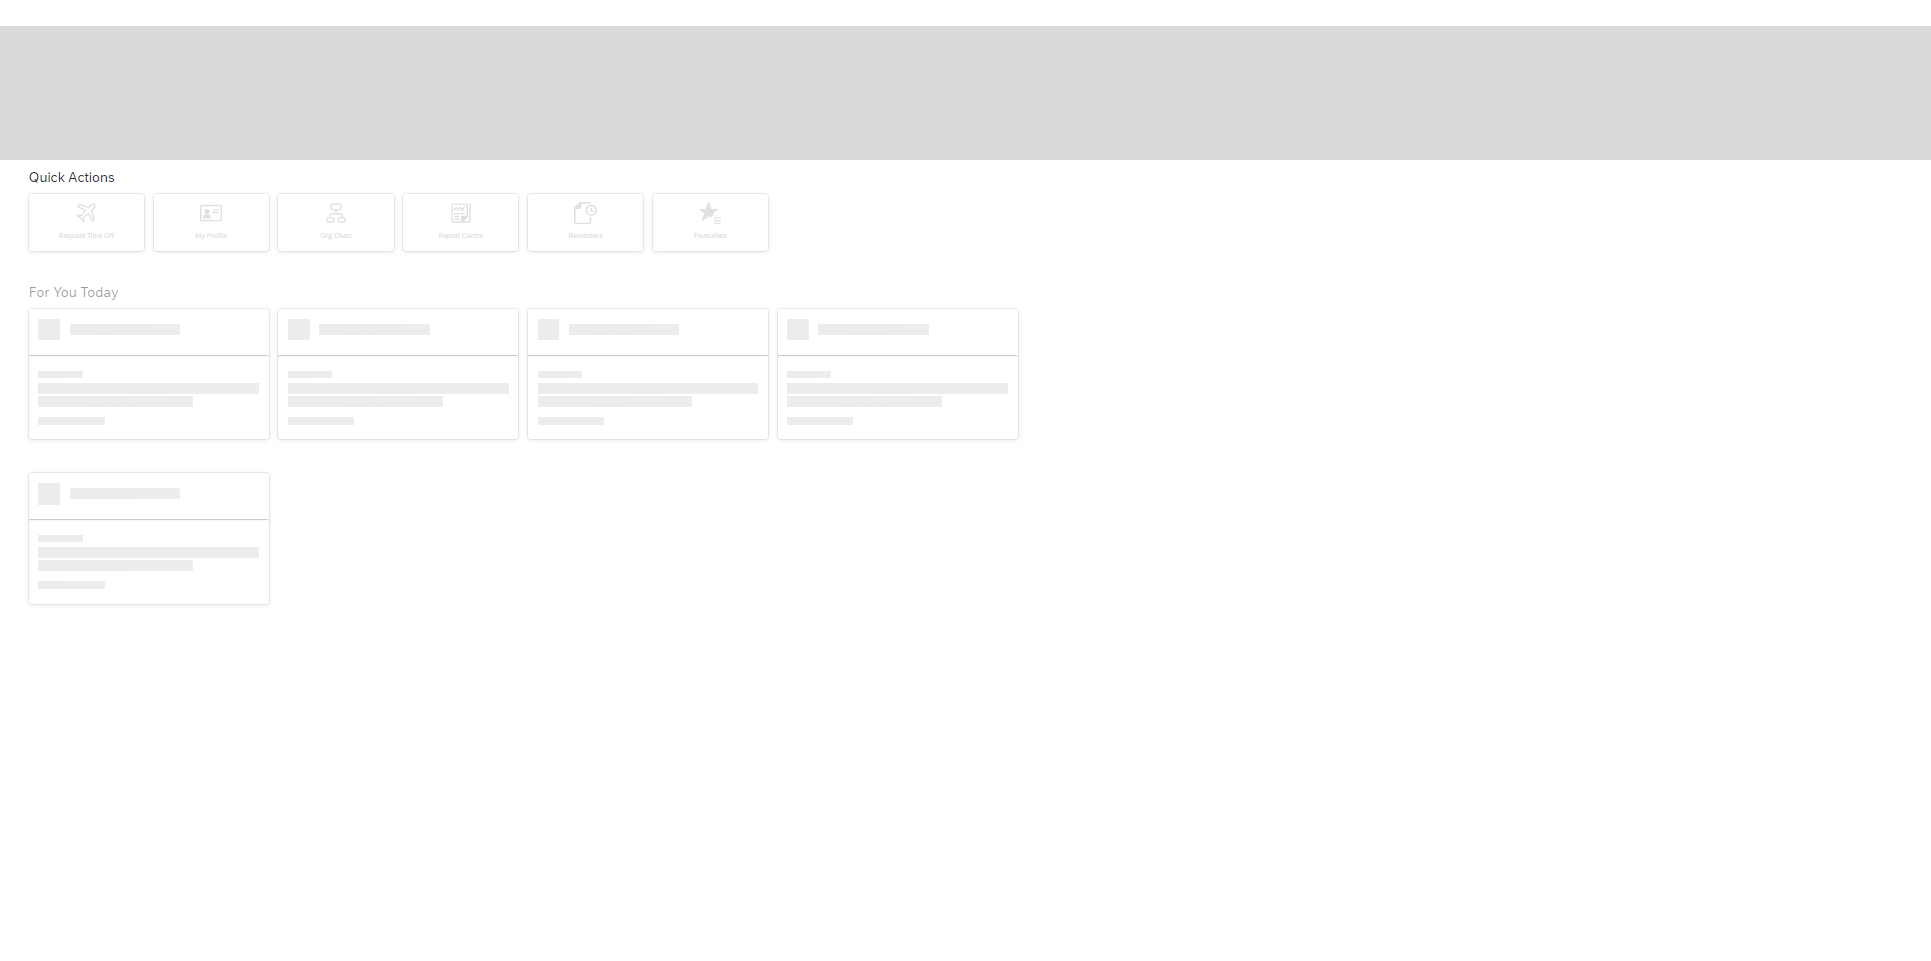 Quick Actions
Request Time Off
My Profile
Org Chart
Report Centre
Reminders
Favourites
For You Today